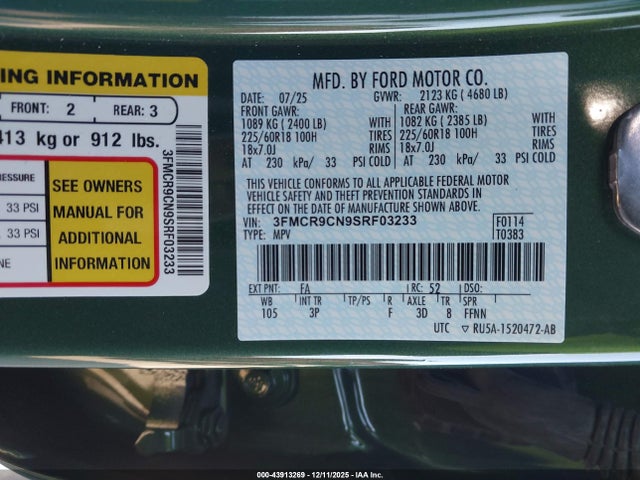 NG INFORMATION
FRONT: 2 REAR: 3
413 kg or 912 lbs.
RESSURE
33 PSI
33 PSI
NE
SEE OWNERS
MANUAL FOR
ADDITIONAL
INFORMATION
3FMCR9CN9SRF03233
MFD. BY FORD MOTOR CO.
DATE: 07/25 GVWR: 2123 KG ( 4680 LB)
FRONT GAWR: REAR GAWR:
1089 KG ( 2400 LB) WITH 1082 KG ( 2385 LB) WITH
225/60R18 100H TIRES 225/60R18 100H TIRES
18x7.0J RIMS 18x7.0J RIMS
AT 230 kPa/ 33 PSI COLD AT 230 kPa/ 33 PSI COLD
THIS VEHICLE CONFORMS TO ALL APPLICABLE FEDERAL MOTOR
VEHICLE SAFETY AND THEFT PREVENTION STANDARDS IN
EFFECT ON THE DATE OF MANUFACTURE SHOWN ABOVE.
VIN: 3FMCR9CN9SRF03233 F0114
TYPE: MPV T0383
EXT PNT: FA RC: 52 DSO:
WB INT TR TP/PS R AXLE TR SPR
105 3P F 3D 8 FFNN
UTC RU5A-1520472-AB
000-43913269 - 12/11/2025 - IAA Inc.